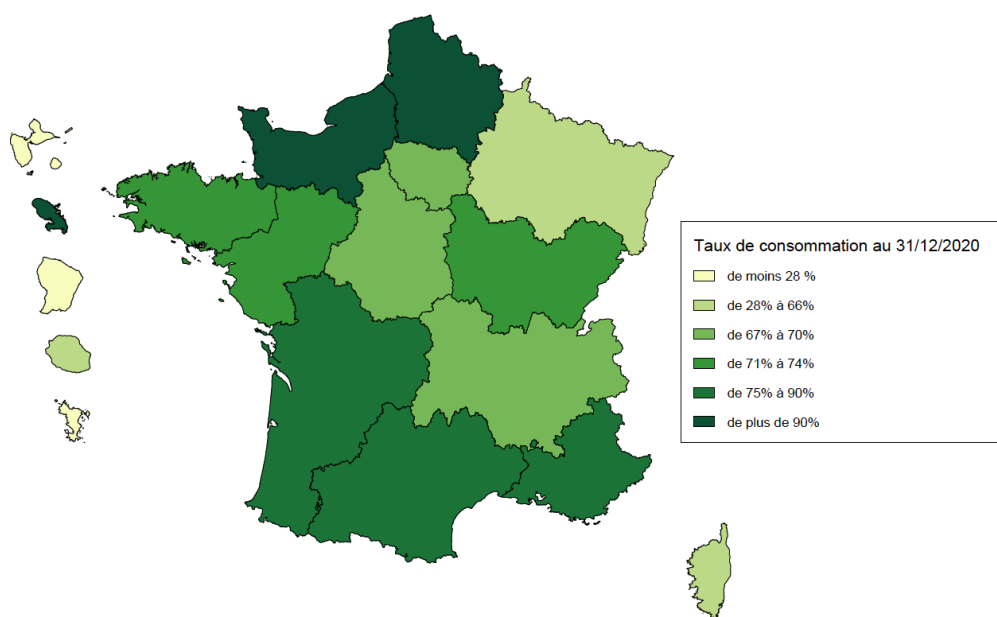 Taux de consommation au 31/12/2020
de moins 28 %
de 28% à 66%
de 67% à 70%
de 71% à 74%
de 75% à 90%
de plus de 90%